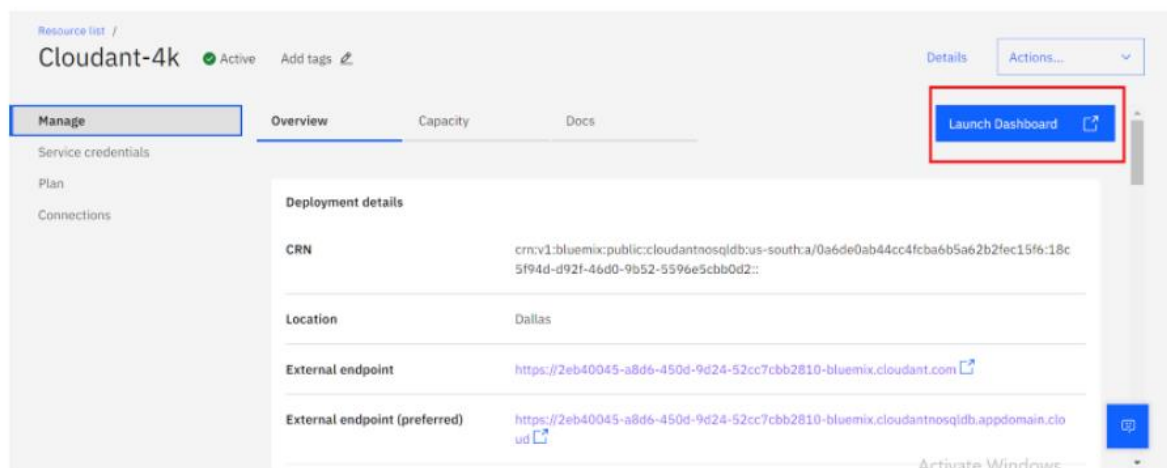 Resource list /
Cloudant-4k Active Add tags
Details Actions...
Manage
Overview Capacity Docs
Launch Dashboard
Service credentials
Plan
Connections
Deployment details
CRN crn:v1:bluemix:public:cloudantnosqldb:us-south:a/0a6de0ab44cc4fcba6b5a62b2fec15f6:18c
5f94d-d92f-46d0-9b52-5596e5cbb0d2::
Location Dallas
External endpoint https://2eb40045-a8d6-450d-9d24-52cc7cbb2810-bluemix.cloudant.com
External endpoint (preferred) https://2eb40045-a8d6-450d-9d24-52cc7cbb2810-bluemix.cloudantnosqldb.appdomain.clo
ud
Activate Windows